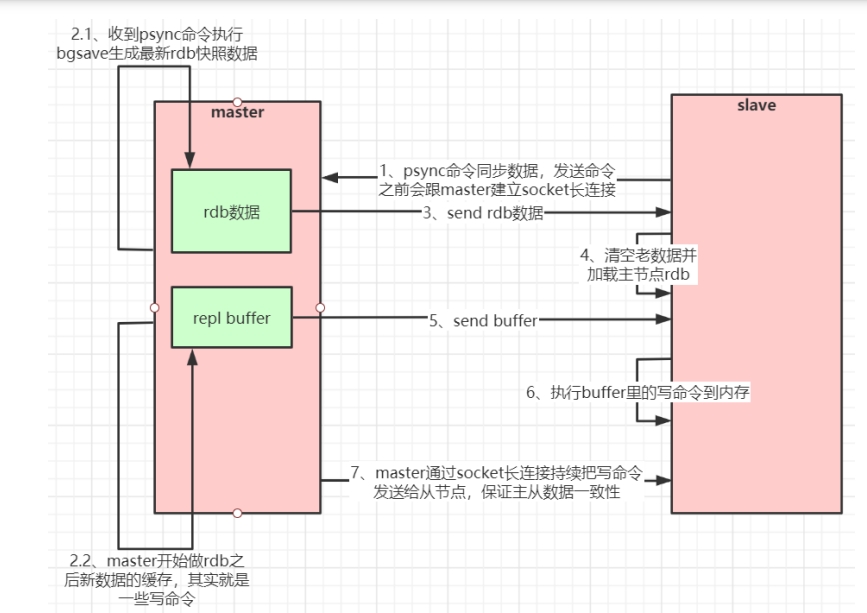 2.1、收到psync命令执行
bgsave生成最新rdb快照数据
master
slave
1、psync命令同步数据，发送命令
之前会跟master建立socket长连接
rdb数据
3、send rdb数据
4、清空老数据并
加载主节点rdb
repl buffer
5、send buffer
6、执行buffer里的写命令到内存
7、master通过socket长连接持续把写命令
发送给从节点，保证主从数据一致性
2.2、master开始做rdb之
后新数据的缓存，其实就是
一些写命令